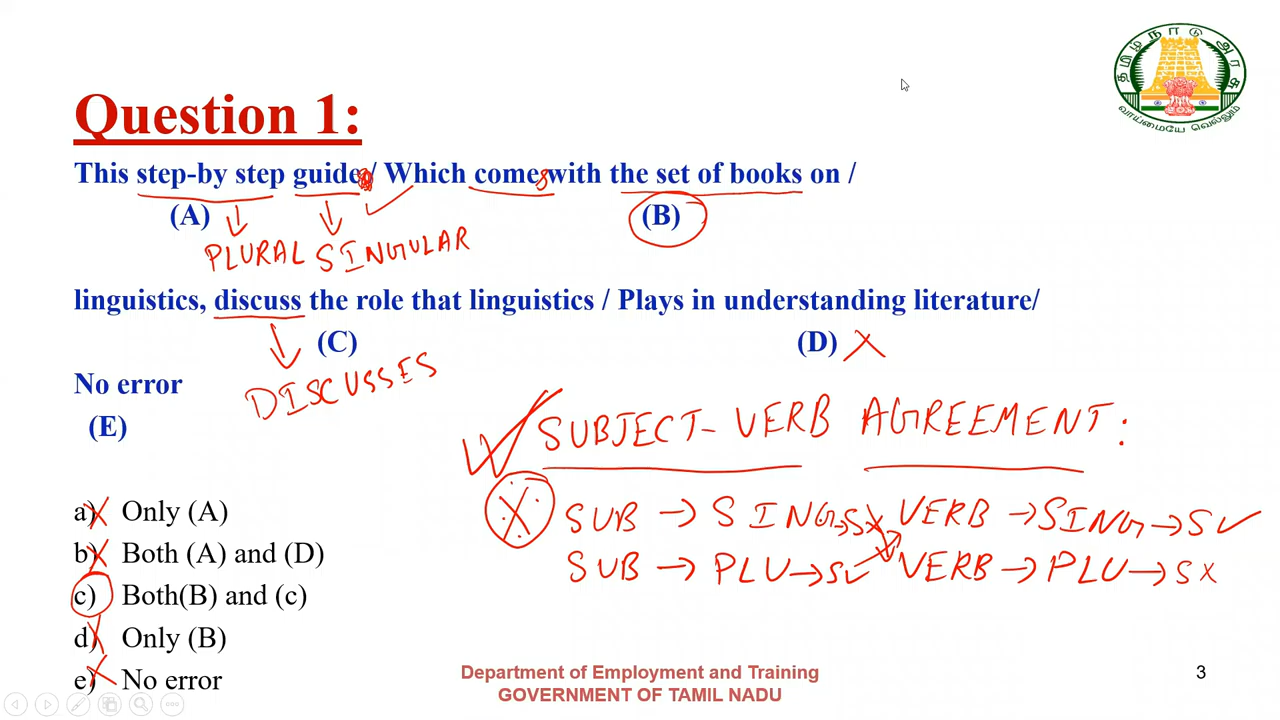 தமிழ்நாடு அரசு
வாய்மையே வெல்லும்
Question 1:
This step-by step guide / Which comes with the set of books on /
(A) (B)
PLURAL SINGULAR
linguistics, discuss the role that linguistics / Plays in understanding literature/
(C) (D) X
No error
DISCUSSES
(E)
SUBJECT-VERB AGREEMENT:
a) Only (A)
SUB → SING→S X VERB → SING → S ✓
b) Both (A) and (D)
SUB → PLU → S ✓ VERB → PLU → S X
c) Both(B) and (c)
d) Only (B)
e) No error
Department of Employment and Training
GOVERNMENT OF TAMIL NADU
3